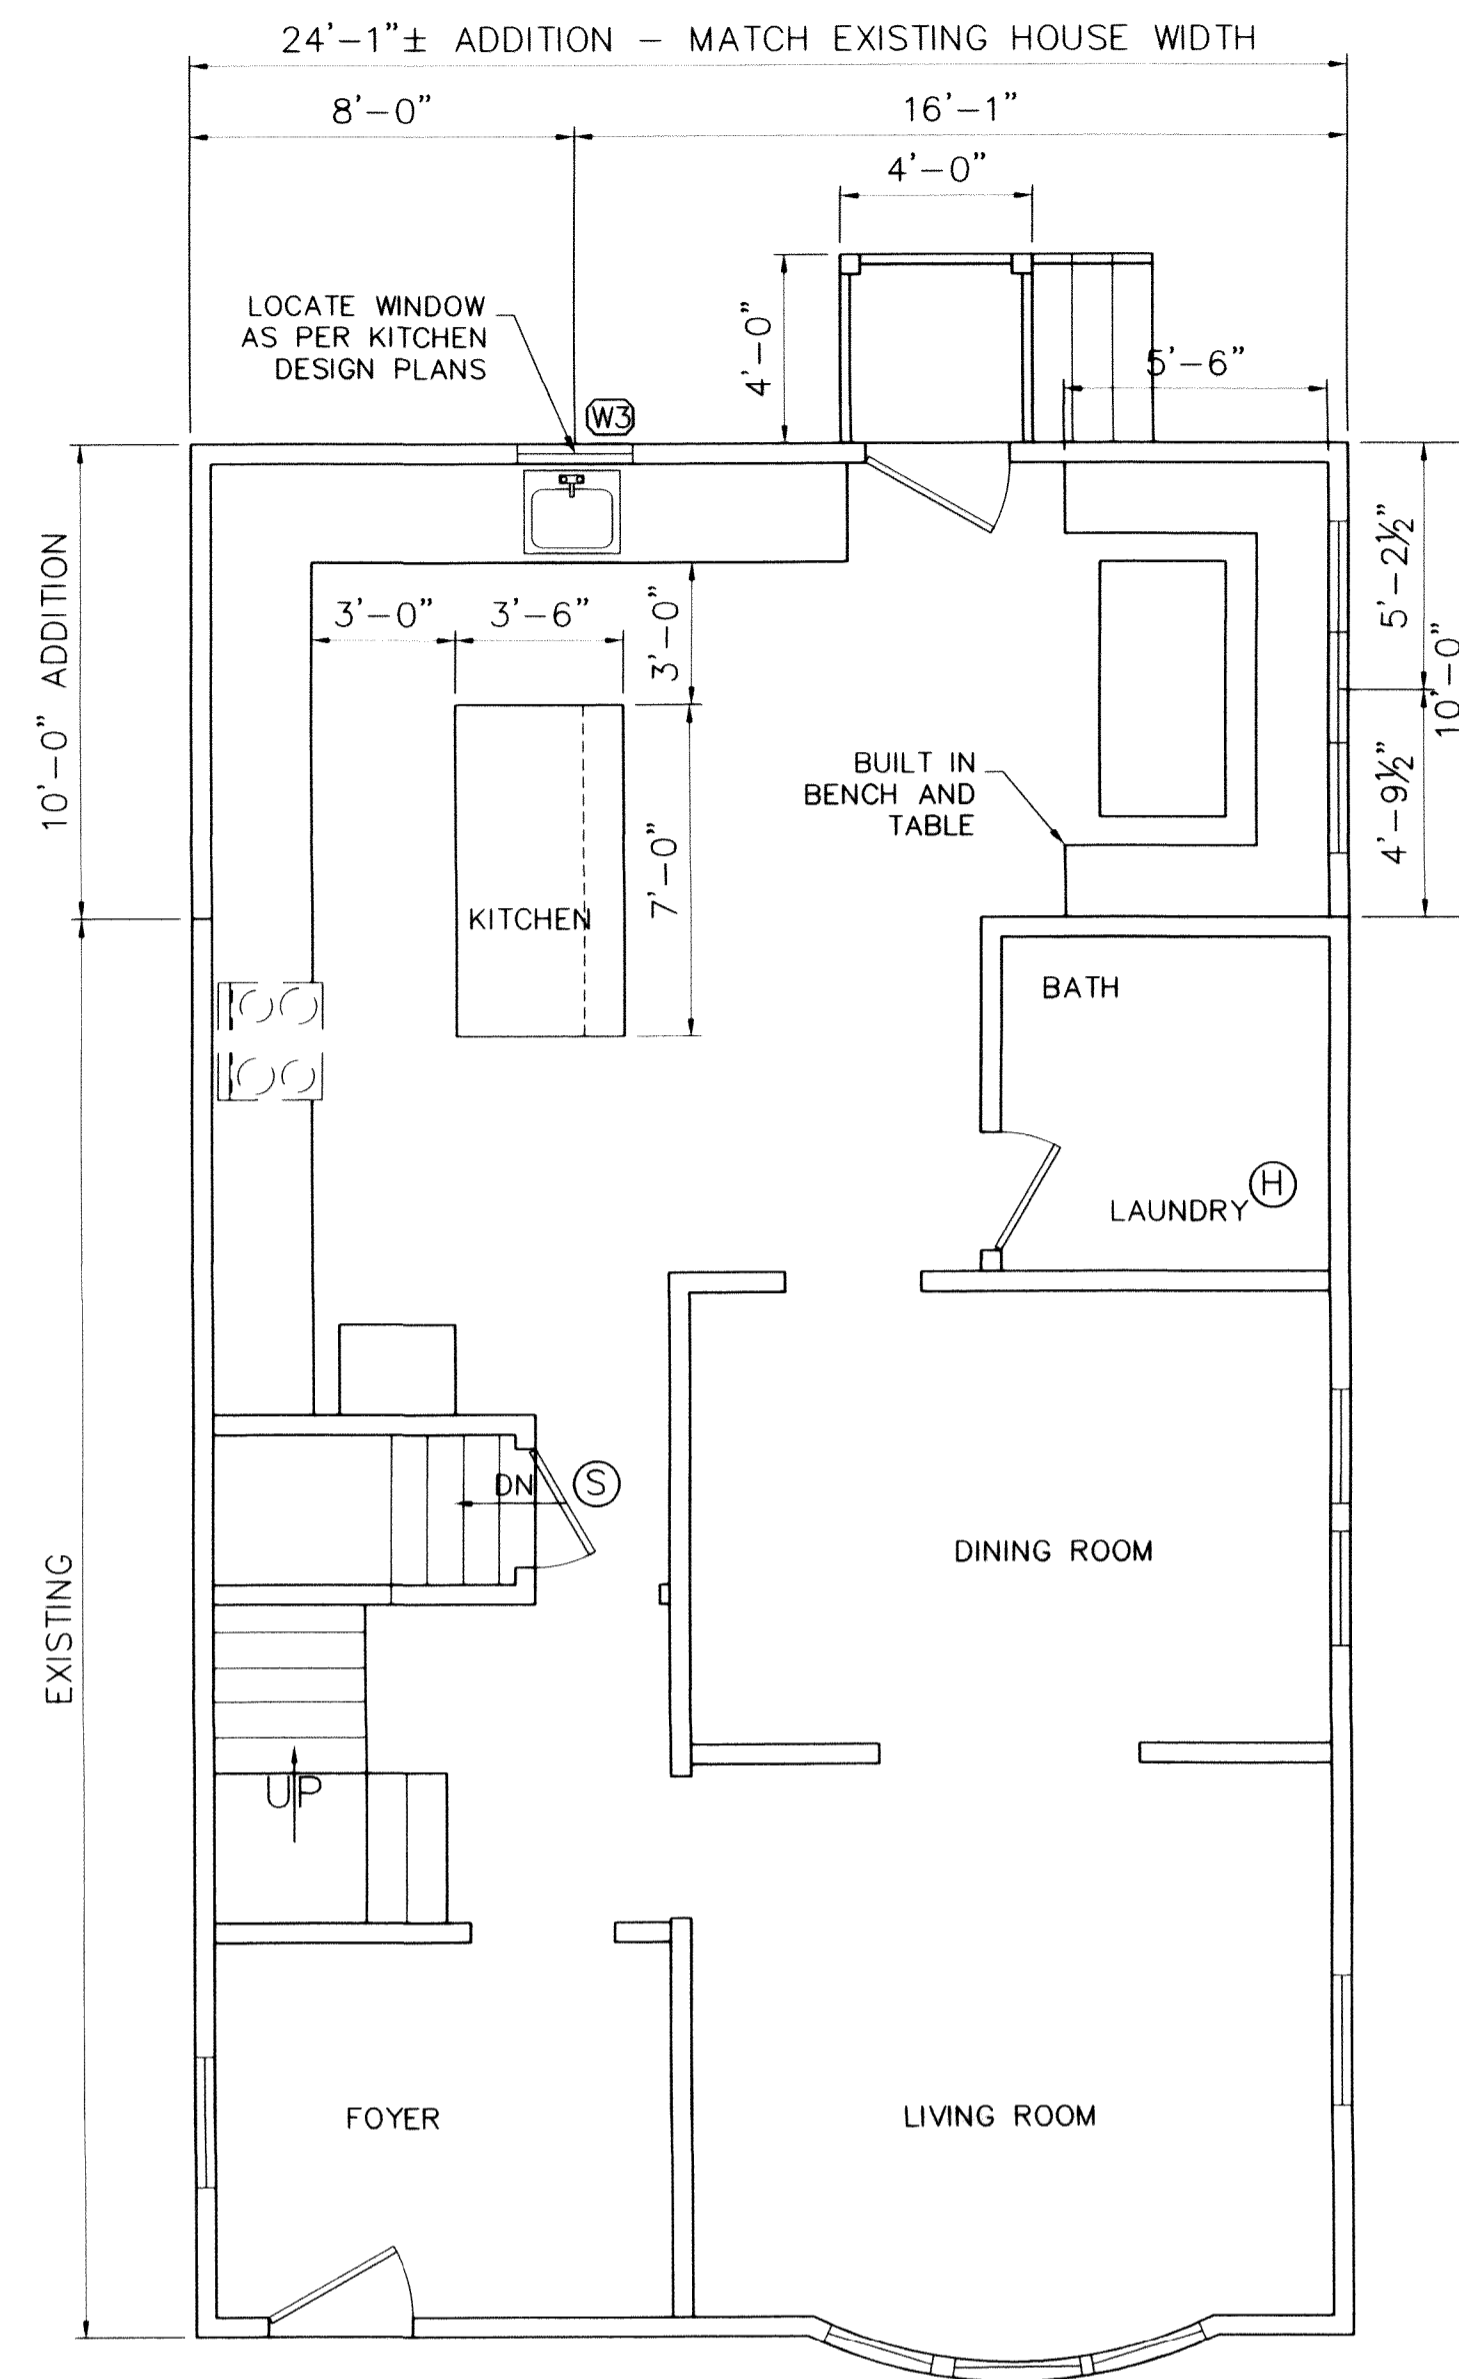 24'-1"± ADDITION - MATCH EXISTING HOUSE WIDTH
8'-0"
16'-1"
4'-0"
4'-0"
LOCATE WINDOW
AS PER KITCHEN
DESIGN PLANS
5'-6"
W3
10'-0" ADDITION
3'-0"
3'-6"
3'-0"
5'-2½"
10'-0"
BUILT IN
BENCH AND
TABLE
4'-9½"
7'-0"
KITCHEN
BATH
LAUNDRY
H
DN
S
DINING ROOM
EXISTING
UP
FOYER
LIVING ROOM